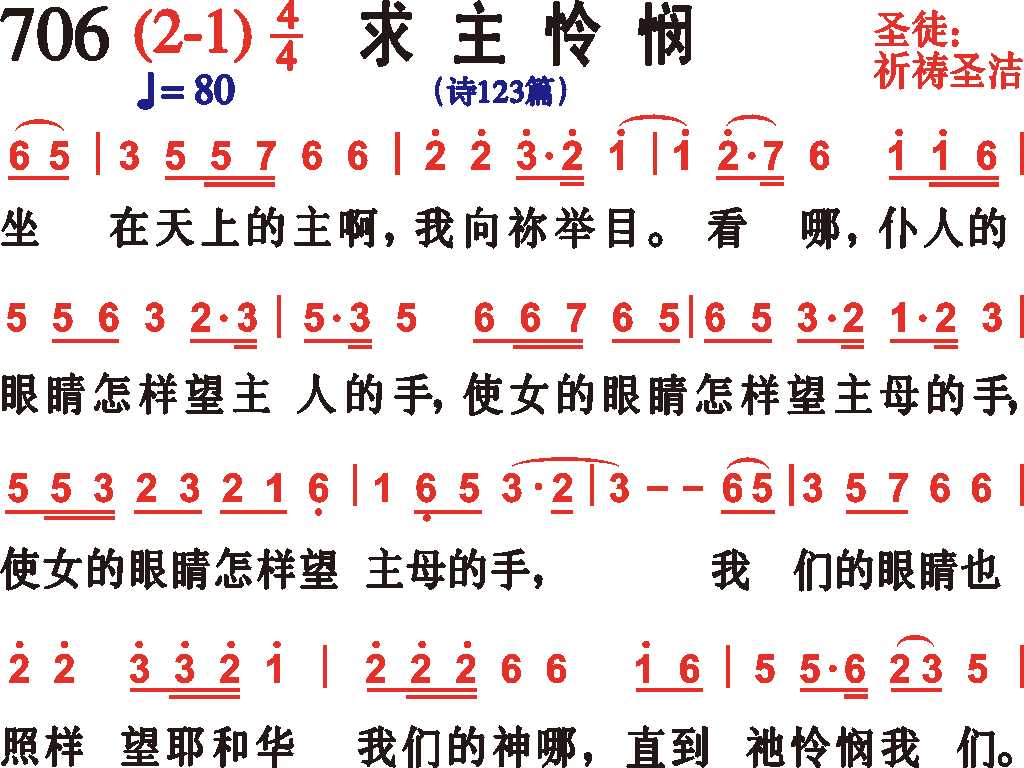 706 (2-1) 4/4 求主怜悯 圣徒：
♩= 80 （诗123篇） 祈祷圣洁
6 5 | 3 5 5 7 6 6 | 2̇ 2̇ 3̇·2̇ 1̇ | 1̇ 2̇·7 6 1̇ 1̇ 6 |
坐 在天上的主啊，我向祢举目。看 哪，仆人的
5 5 6 3 2·3 | 5·3 5 6 6 7 6 5 | 6 5 3·2 1·2 3 |
眼睛怎样望主 人的手，使女的眼睛怎样望主母的手，
5 5 3 2 3 2 1 6̣ | 1 6̣ 5 3·2 | 3 – – 6 5 | 3 5 7 6 6 |
使女的眼睛怎样望 主母的手， 我 们的眼睛也
2̇ 2̇ 3̇ 3̇ 2̇ 1̇ | 2̇ 2̇ 2̇ 6 6 1̇ 6 | 5 5·6 2 3 5 |
照样 望耶和华 我们的神哪，直到 祂怜悯我 们。